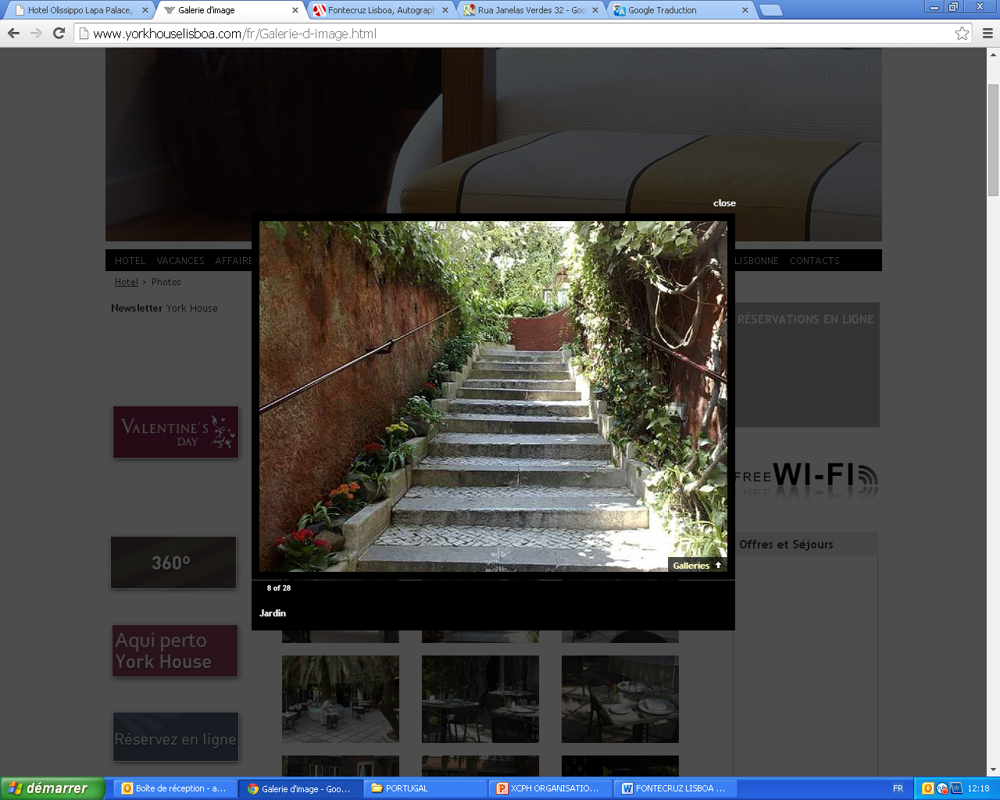 Hotel Olissippo Lapa Palace,
Galerie d'image
Fontecruz Lisboa, Autograph
Rua Janelas Verdes 32 - Goo
Google Traduction
www.yorkhouselisboa.com/fr/Galerie-d-image.html
close
HOTEL VACANCES AFFAIRE LISBONNE CONTACTS
Hotel > Photos
Newsletter York House
RÉSERVATIONS EN LIGNE
VALENTINE'S
DAY
FREE WI-FI
Offres et Séjours
360º
Galleries
8 of 28
Jardin
Aqui perto
York House
Réservez en ligne
démarrer
Boîte de réception - a...
Galerie d'image - Goo...
PORTUGAL
XCPH ORGANISATIO...
FONTECRUZ LISBOA ...
FR
12:18